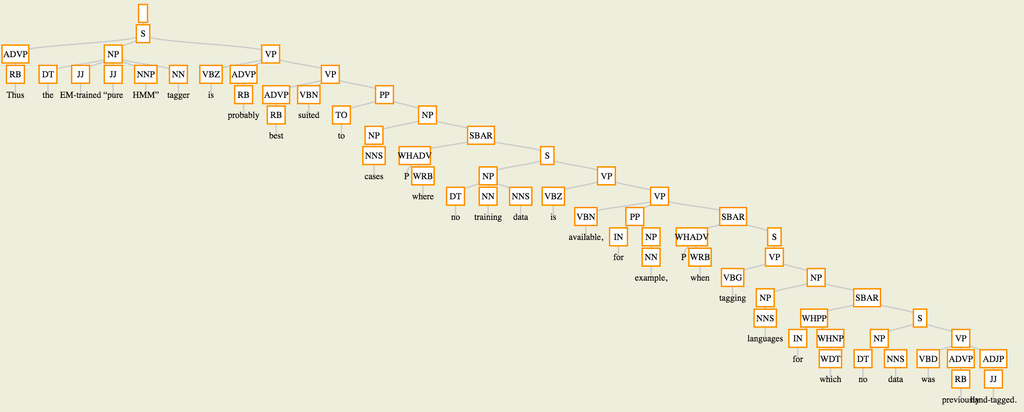 S
ADVP NP VP
RB DT JJ JJ NNP NN VBZ ADVP VP
Thus the EM-trained “pure HMM” tagger is RB ADVP VBN PP
probably RB suited TO NP
best to NP SBAR
NNS WHADV S
cases P WRB NP VP
where DT NN NNS VBZ VP
no training data is VBN PP SBAR
available, IN NP WHADV S
for NN P WRB VP
example, when VBG NP
tagging NP SBAR
NNS WHPP S
languages IN WHNP NP VP
for WDT DT NNS VBD ADVP ADJP
which no data was RB JJ
previously hand-tagged.